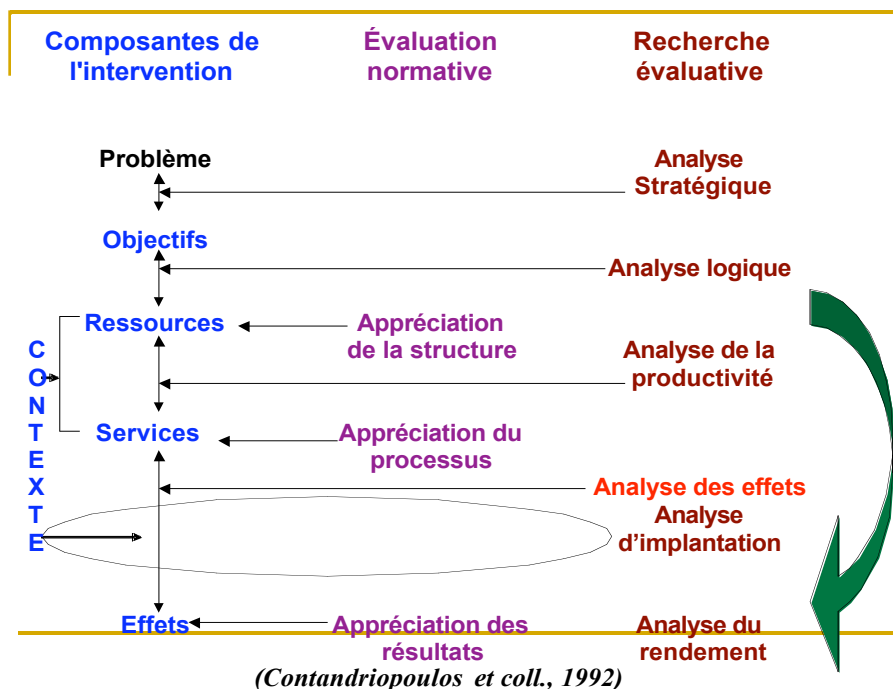 Composantes de
l'intervention
Évaluation
normative
Recherche
évaluative
Problème
Analyse
Stratégique
Objectifs
Analyse logique
Ressources
Appréciation
de la structure
CONTEXTE
Analyse de la
productivité
Services
Appréciation du
processus
Analyse des effets
Analyse
d'implantation
Effets
Appréciation des
résultats
Analyse du
rendement
(Contandriopoulos et coll., 1992)